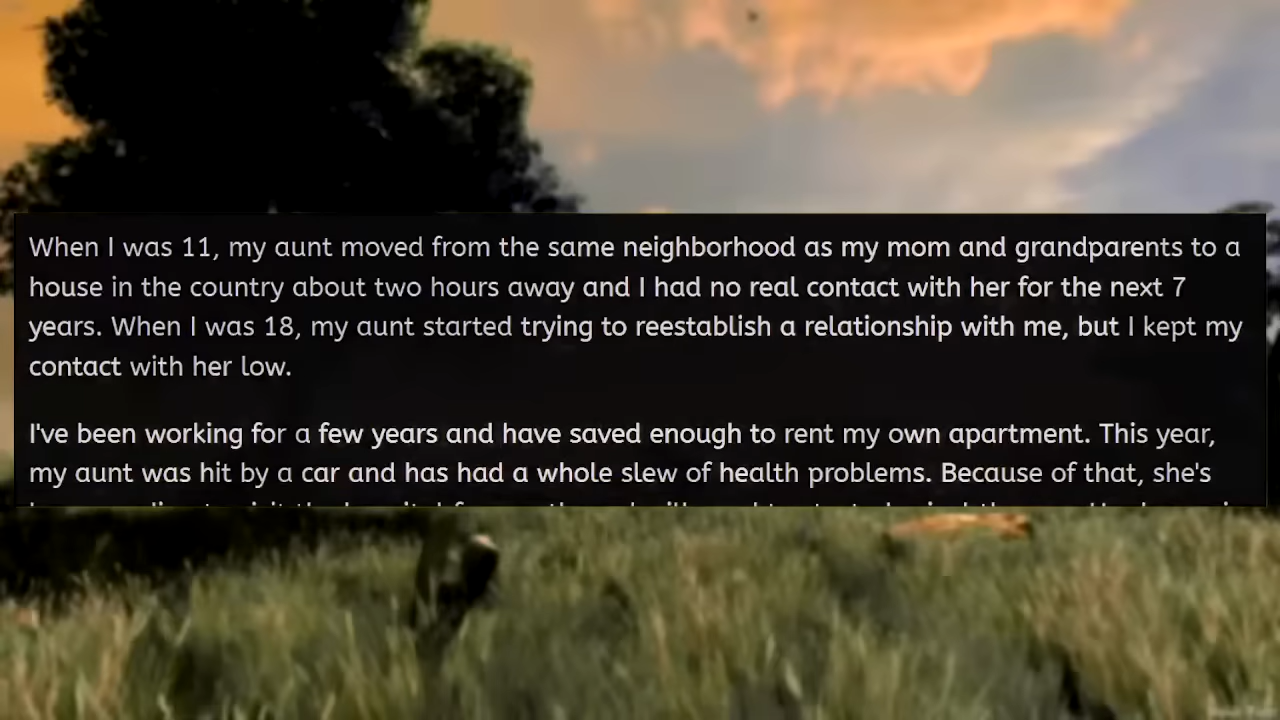 When I was 11, my aunt moved from the same neighborhood as my mom and grandparents to a
house in the country about two hours away and I had no real contact with her for the next 7
years. When I was 18, my aunt started trying to reestablish a relationship with me, but I kept my
contact with her low.
I've been working for a few years and have saved enough to rent my own apartment. This year,
my aunt was hit by a car and has had a whole slew of health problems. Because of that, she's